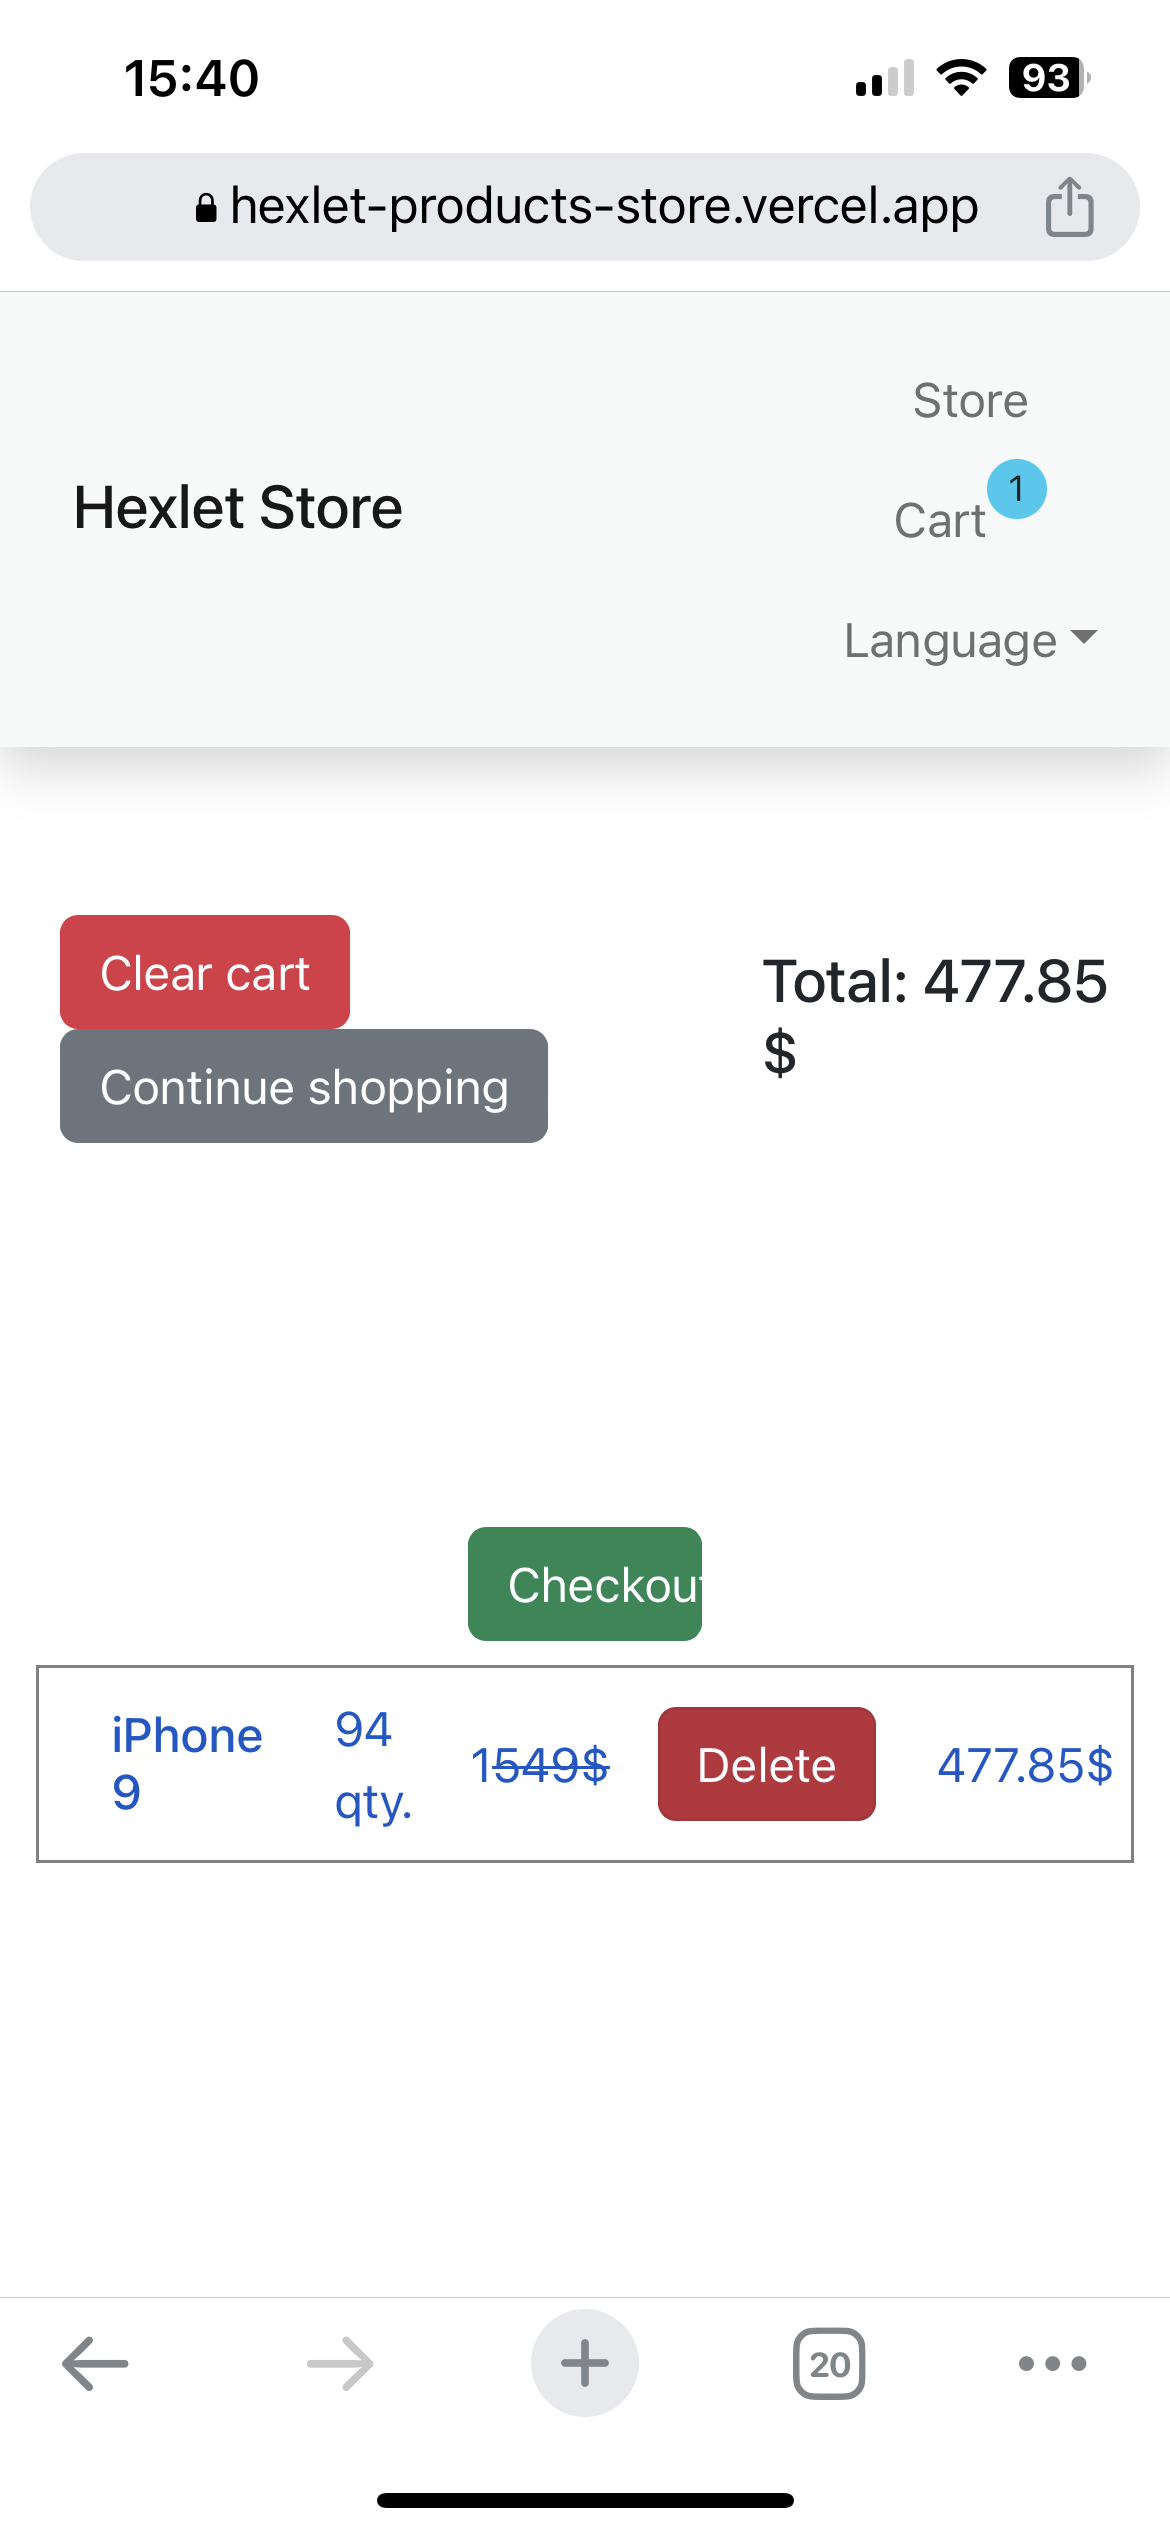 15:40
93
hexlet-products-store.vercel.app
Store
Hexlet Store
Cart 1
Language
Clear cart
Total: 477.85
$
Continue shopping
Checkout
iPhone
9
94
qty.
1549$
Delete
477.85$
20